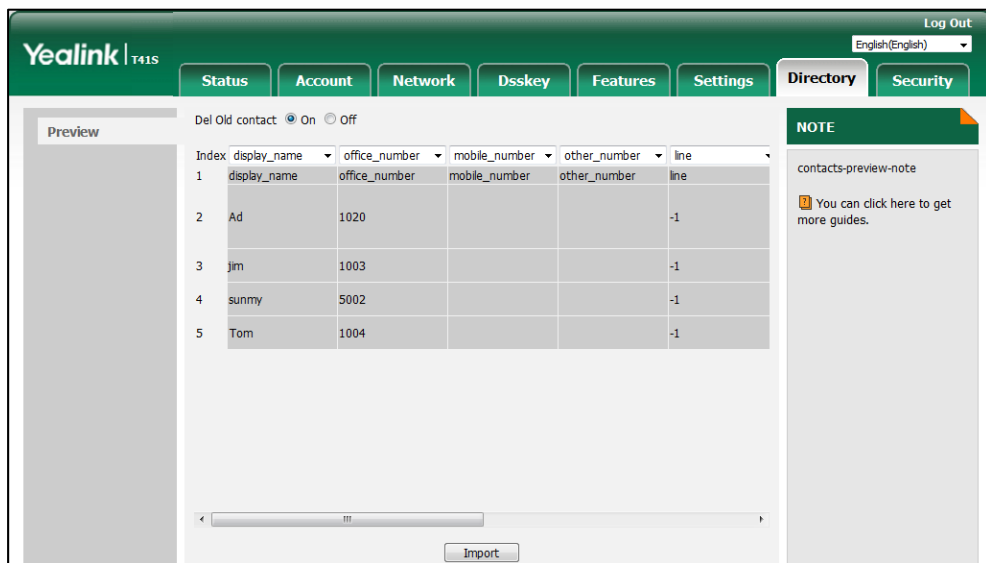 Log Out
Yealink | T41S
English(English)
Status Account Network Dsskey Features Settings Directory Security
Preview
Del Old contact On Off
Index display_name office_number mobile_number other_number line
1 display_name office_number mobile_number other_number line
2 Ad 1020 -1
3 jim 1003 -1
4 sunmy 5002 -1
5 Tom 1004 -1
Import
NOTE
contacts-preview-note
You can click here to get
more guides.